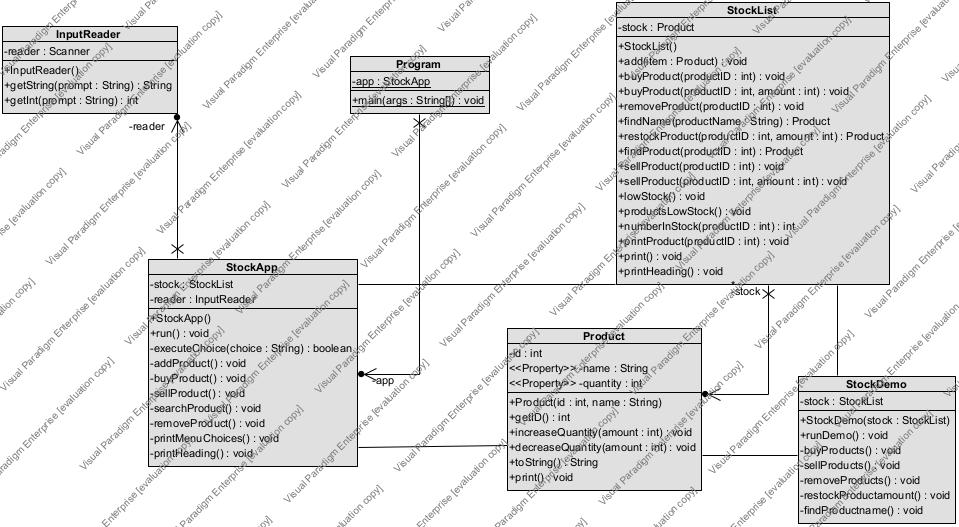 StockList
-stock : Product
+StockList()
+add(item : Product) : void
+buyProduct(productID : int) : void
+buyProduct(productID : int, amount : int) : void
+removeProduct(productID : int) : void
+findName(productName : String) : Product
+restockProduct(productID : int, amount : int) : Product
+findProduct(productID : int) : Product
+sellProduct(productID : int) : void
+sellProduct(productID : int, amount : int) : void
+lowStock() : void
+productsLowStock() : void
+numberInStock(productID : int) : int
+printProduct(productID : int) : void
+print() : void
+printHeading() : void
InputReader
-reader : Scanner
+InputReader()
+getString(prompt : String) : String
+getInt(prompt : String) : int
-reader
Program
-app : StockApp
+main(args : String[]) : void
StockApp
-stock : StockList
-reader : InputReader
+StockApp()
+run() : void
-executeChoice(choice : String) : boolean
-addProduct() : void
-buyProduct() : void
-sellProduct() : void
-searchProduct() : void
-removeProduct() : void
-printMenuChoices() : void
-printHeading() : void
-app
*
-stock
Product
-id : int
<<Property>> -name : String
<<Property>> -quantity : int
+Product(id : int, name : String)
+getID() : int
+increaseQuantity(amount : int) : void
+decreaseQuantity(amount : int) : void
+toString() : String
+print() : void
StockDemo
-stock : StockList
+StockDemo(stock : StockList)
+runDemo() : void
-buyProducts() : void
-sellProducts() : void
-removeProducts() : void
-restockProductamount() : void
-findProductname() : void
Visual Paradigm Enterprise [evaluation copy]